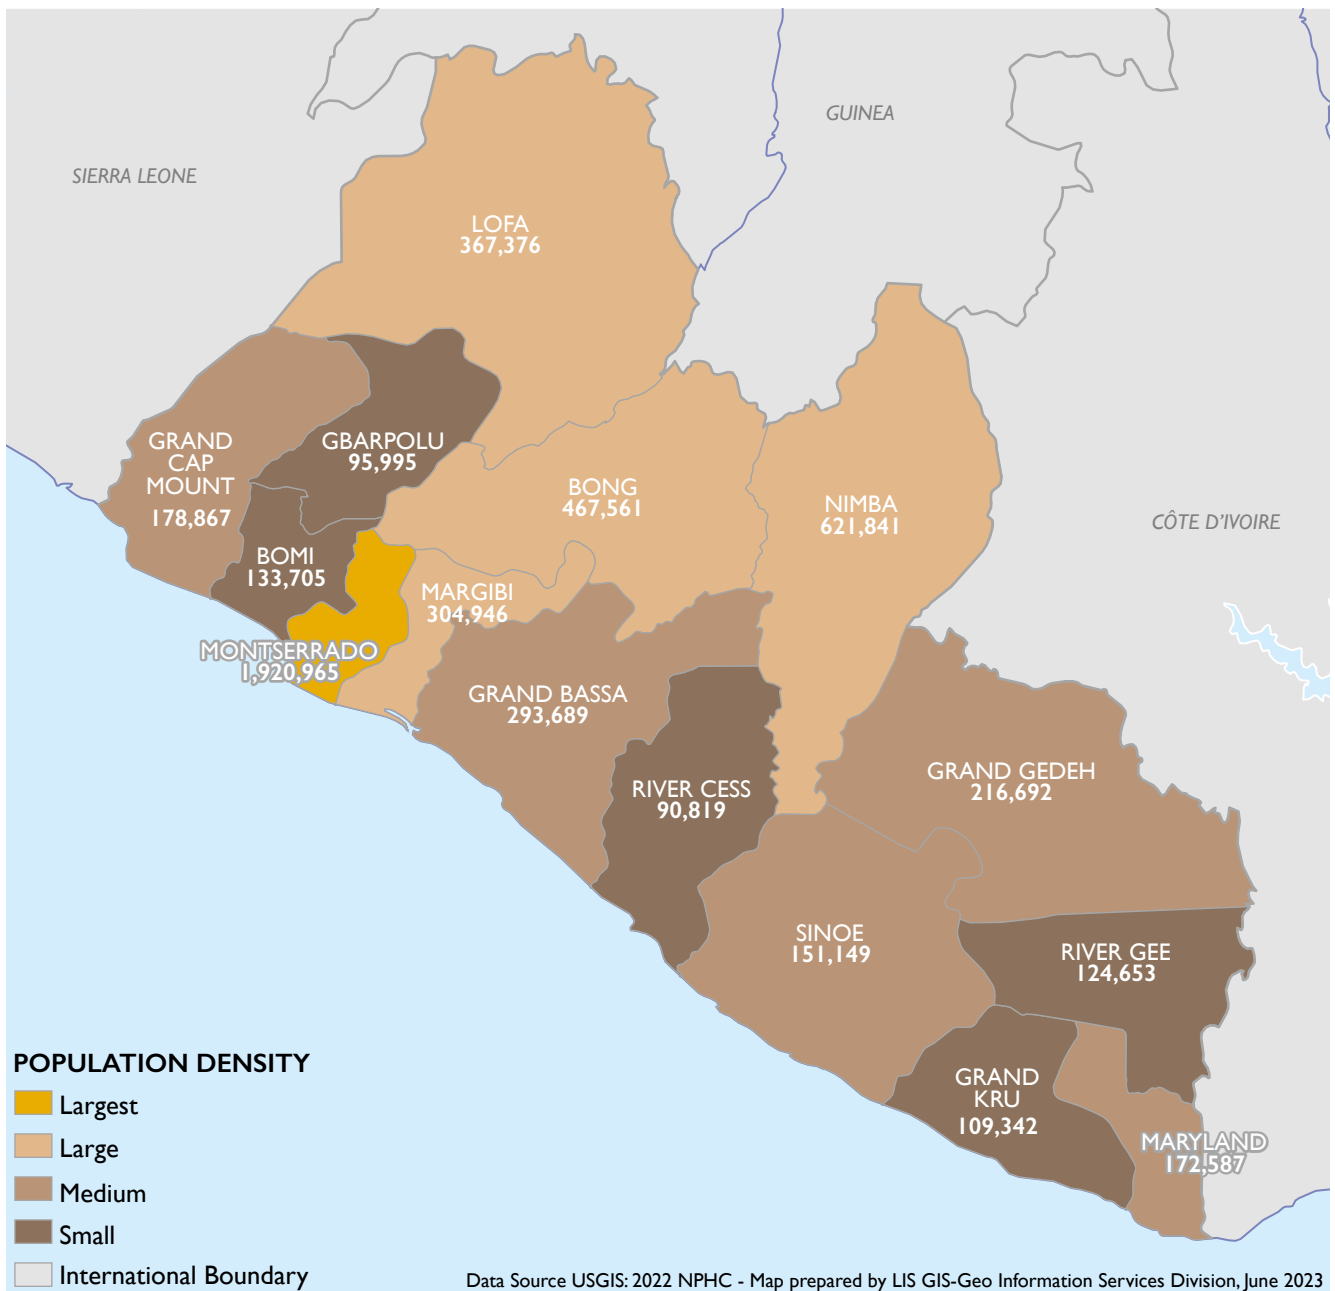 GUINEA
SIERRA LEONE
LOFA
367,376
GRAND
CAP
MOUNT
178,867
GBARPOLU
95,995
BONG
467,561
NIMBA
621,841
CÔTE D'IVOIRE
BOMI
133,705
MARGIBI
304,946
MONTSERRADO
1,920,965
GRAND BASSA
293,689
RIVER CESS
90,819
GRAND GEDEH
216,692
SINOE
151,149
RIVER GEE
124,653
GRAND
KRU
109,342
MARYLAND
172,587
POPULATION DENSITY
Largest
Large
Medium
Small
International Boundary
Data Source USGIS: 2022 NPHC - Map prepared by LIS GIS-Geo Information Services Division, June 2023